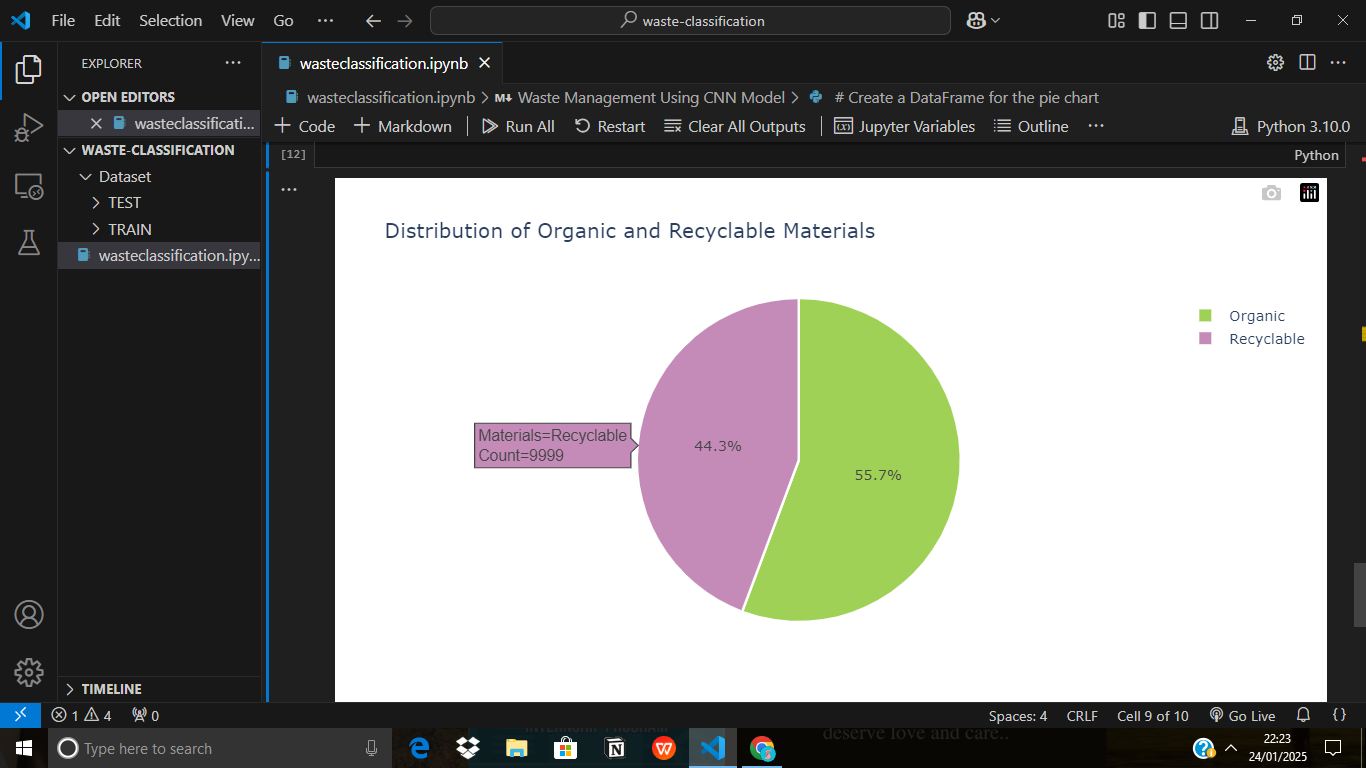 File Edit Selection View Go ··· waste-classification
EXPLORER ···
OPEN EDITORS
wasteclassificati...
WASTE-CLASSIFICATION
Dataset
TEST
TRAIN
wasteclassification.ipy...
TIMELINE
wasteclassification.ipynb
wasteclassification.ipynb > M↓ Waste Management Using CNN Model > # Create a DataFrame for the pie chart
+ Code + Markdown Run All Restart Clear All Outputs Jupyter Variables Outline ··· Python 3.10.0
[12] Python
Distribution of Organic and Recyclable Materials
Organic
Recyclable
Materials=Recyclable
Count=9999
44.3%
55.7%
1 4 0 Spaces: 4 CRLF Cell 9 of 10 Go Live {}
Type here to search
deserve love and care..
22:23
24/01/2025